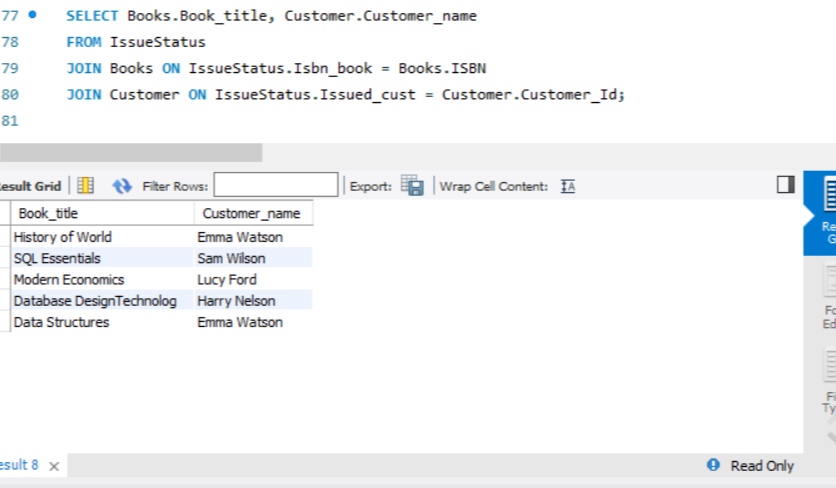 77 SELECT Books.Book_title, Customer.Customer_name
78 FROM IssueStatus
79 JOIN Books ON IssueStatus.Isbn_book = Books.ISBN
80 JOIN Customer ON IssueStatus.Issued_cust = Customer.Customer_Id;
81
esult Grid Filter Rows: Export: Wrap Cell Content: IA
Book_title Customer_name
History of World Emma Watson
SQL Essentials Sam Wilson
Modern Economics Lucy Ford
Database DesignTechnolog Harry Nelson
Data Structures Emma Watson
Re
G
Fo
Ed
Fi
Ty
esult 8 Read Only